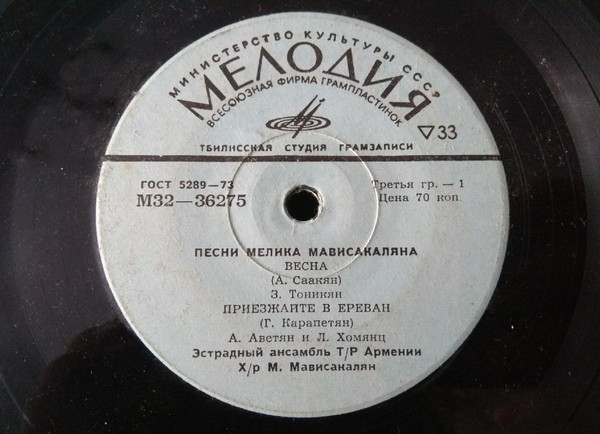 МИНИСТЕРСТВО КУЛЬТУРЫ СССР
МЕЛОДИЯ
ВСЕСОЮЗНАЯ ФИРМА ГРАМПЛАСТИНОК
33
ТБИЛИССКАЯ СТУДИЯ ГРАМЗАПИСИ
ГОСТ 5289—73
Третья гр. — 1
М32—36275
Цена 70 коп
ПЕСНИ МЕЛИКА МАВИСАКАЛЯНА
ВЕСНА
(А. Саакян)
З. Тоникян
ПРИЕЗЖАЙТЕ В ЕРЕВАН
(Г. Карапетян)
А. Аветян и Л. Хомянц
Эстрадный ансамбль Т/Р Армении
Х/р М. Мависакалян